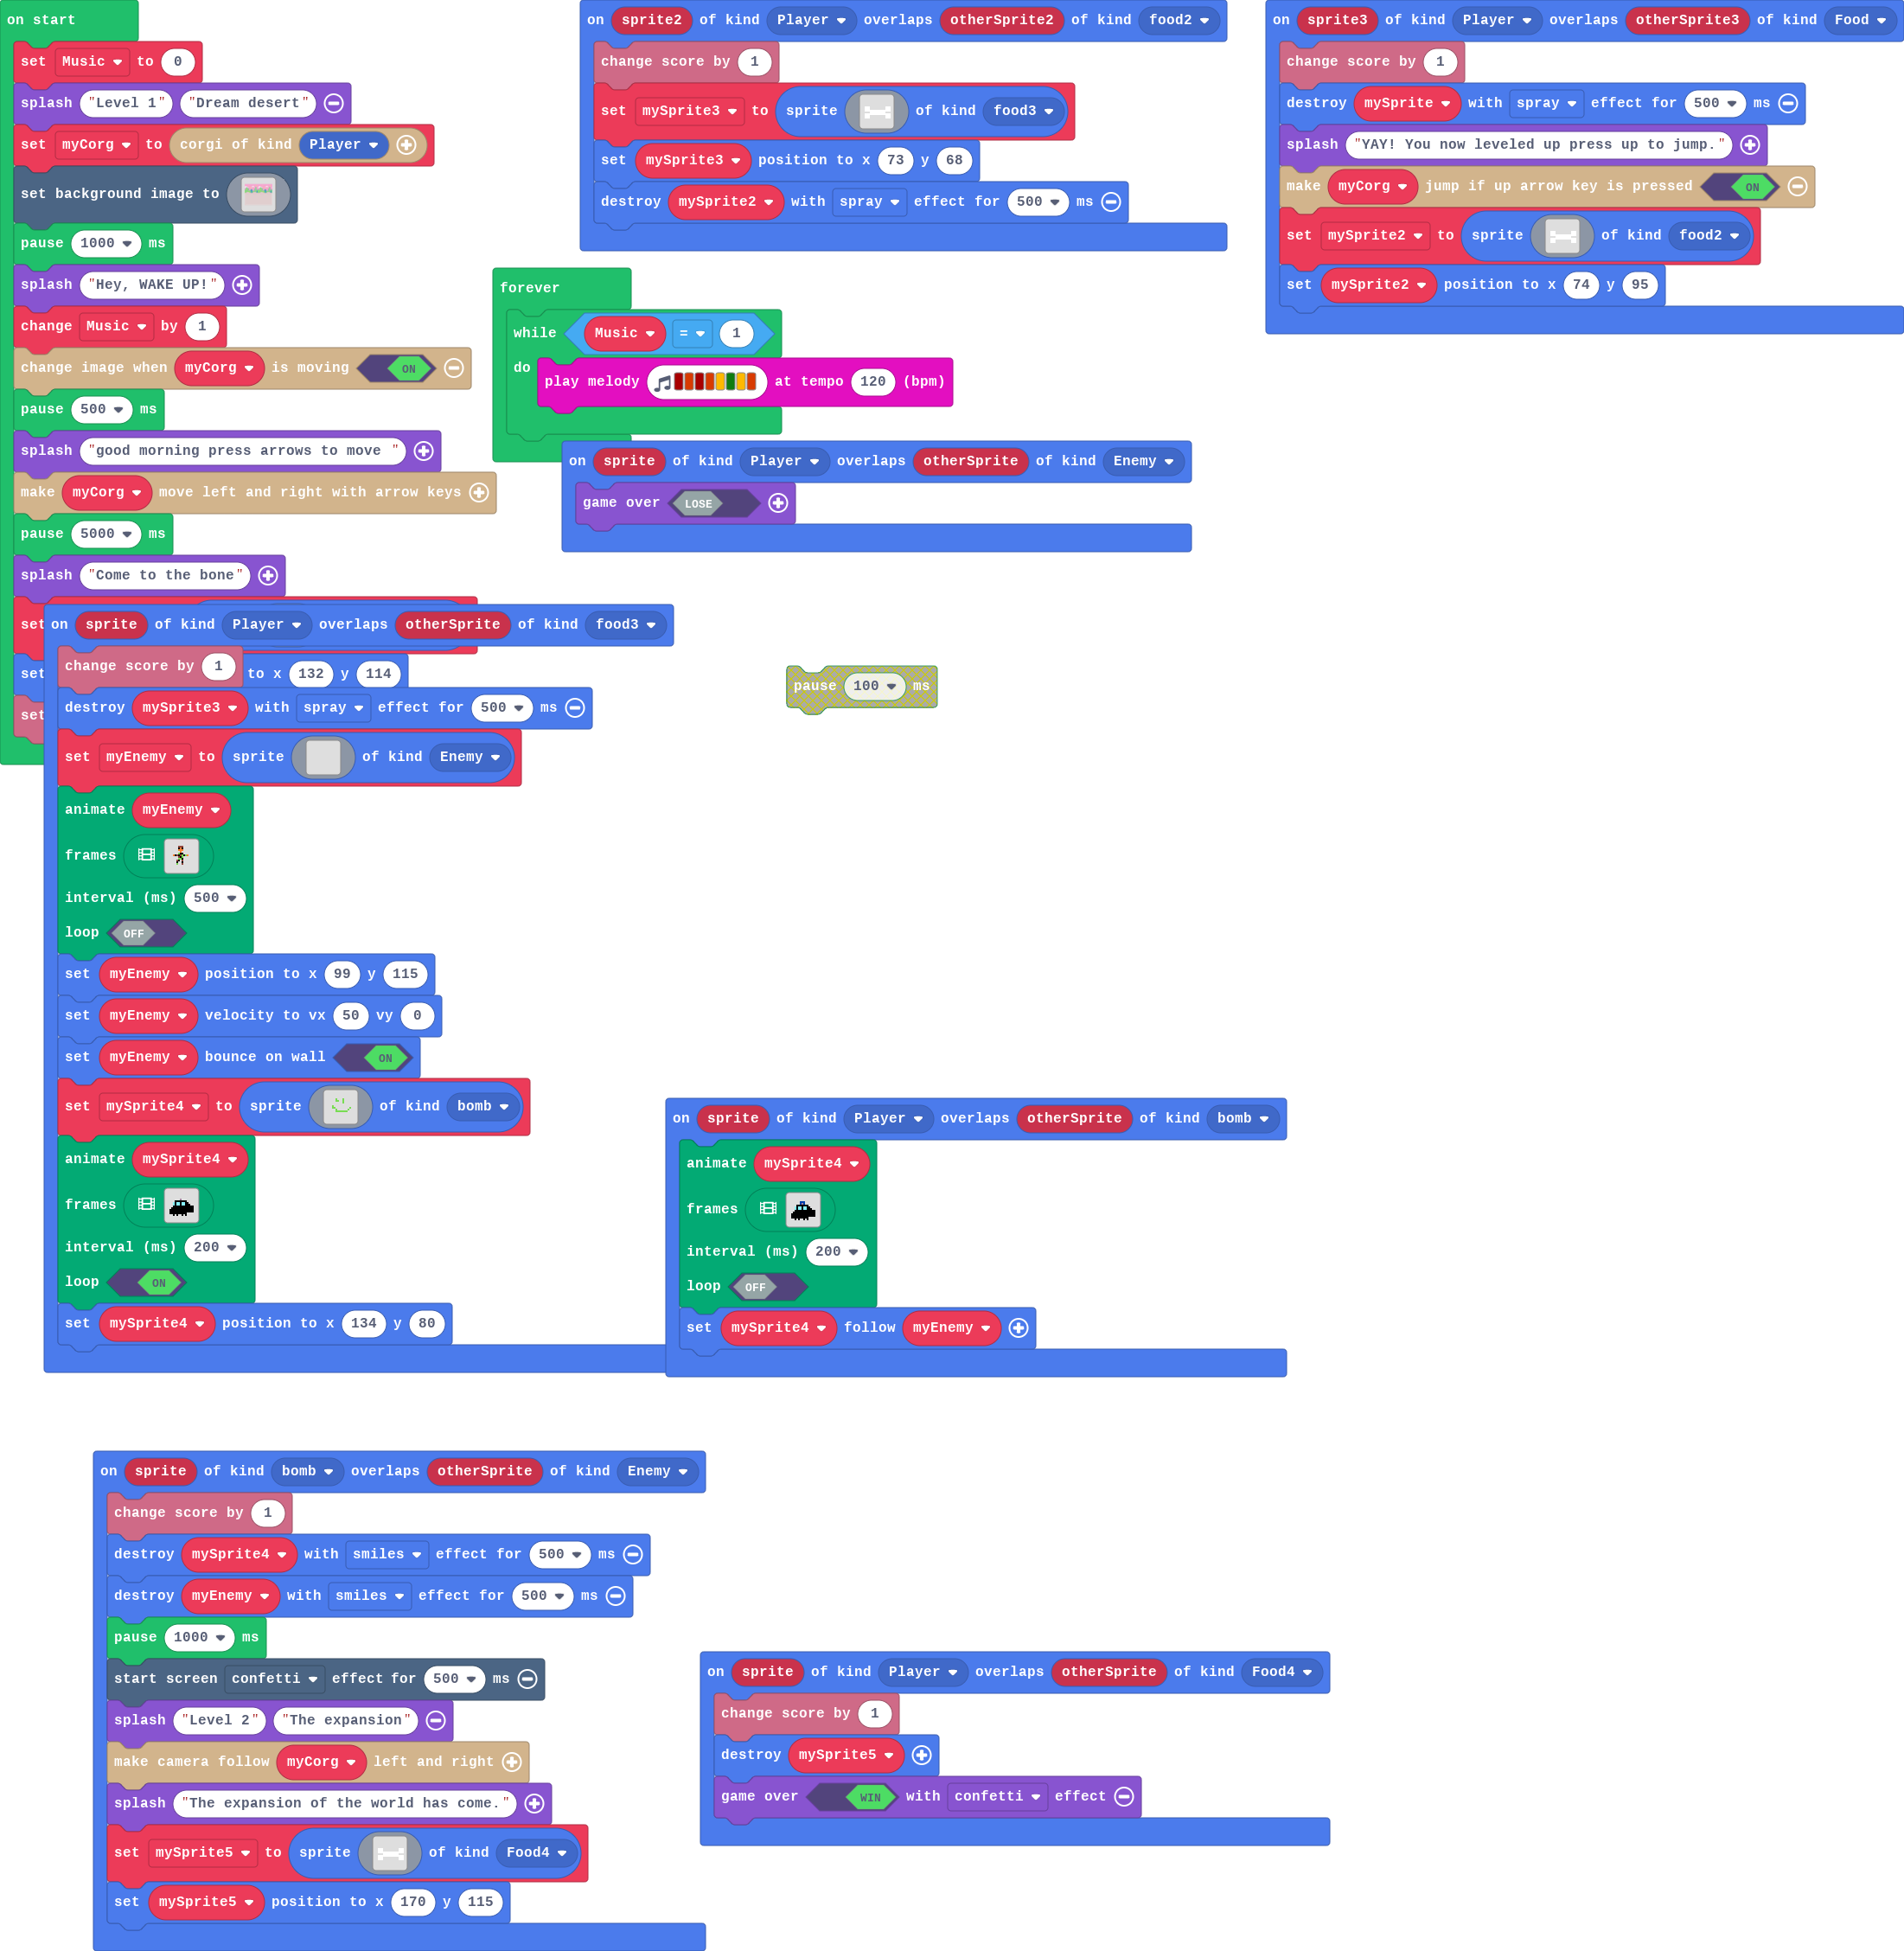 on start
set Music to 0
splash "Level 1" "Dream desert"
set myCorg to corgi of kind Player
set background image to
pause 1000 ms
splash "Hey, WAKE UP!"
change Music by 1
change image when myCorg is moving ON
pause 500 ms
splash "good morning press arrows to move "
make myCorg move left and right with arrow keys
pause 5000 ms
splash "Come to the bone"
set
set to x 132 y 114
set
on sprite2 of kind Player overlaps otherSprite2 of kind food2
change score by 1
set mySprite3 to sprite of kind food3
set mySprite3 position to x 73 y 68
destroy mySprite2 with spray effect for 500 ms
on sprite3 of kind Player overlaps otherSprite3 of kind Food
change score by 1
destroy mySprite with spray effect for 500 ms
splash "YAY! You now leveled up press up to jump."
make myCorg jump if up arrow key is pressed ON
set mySprite2 to sprite of kind food2
set mySprite2 position to x 74 y 95
forever
while Music = 1
do play melody at tempo 120 (bpm)
on sprite of kind Player overlaps otherSprite of kind Enemy
game over LOSE
on sprite of kind Player overlaps otherSprite of kind food3
change score by 1
destroy mySprite3 with spray effect for 500 ms
set myEnemy to sprite of kind Enemy
animate myEnemy
frames
interval (ms) 500
loop OFF
set myEnemy position to x 99 y 115
set myEnemy velocity to vx 50 vy 0
set myEnemy bounce on wall ON
set mySprite4 to sprite of kind bomb
animate mySprite4
frames
interval (ms) 200
loop ON
set mySprite4 position to x 134 y 80
pause 100 ms
on sprite of kind Player overlaps otherSprite of kind bomb
animate mySprite4
frames
interval (ms) 200
loop OFF
set mySprite4 follow myEnemy
on sprite of kind bomb overlaps otherSprite of kind Enemy
change score by 1
destroy mySprite4 with smiles effect for 500 ms
destroy myEnemy with smiles effect for 500 ms
pause 1000 ms
start screen confetti effect for 500 ms
splash "Level 2" "The expansion"
make camera follow myCorg left and right
splash "The expansion of the world has come."
set mySprite5 to sprite of kind Food4
set mySprite5 position to x 170 y 115
on sprite of kind Player overlaps otherSprite of kind Food4
change score by 1
destroy mySprite5
game over WIN with confetti effect